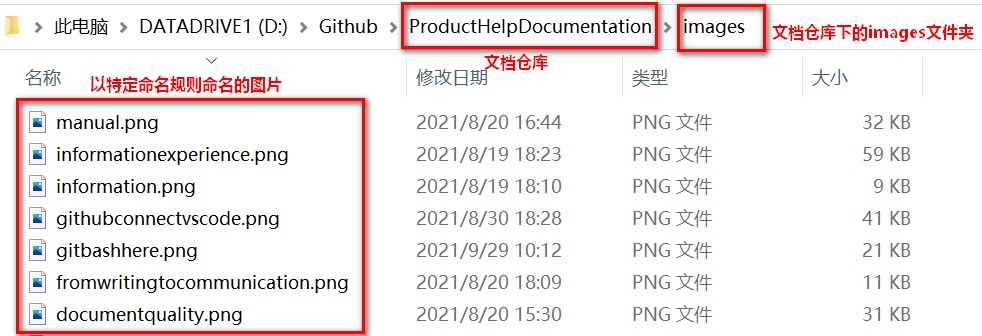 此电脑 > DATADRIVE1 (D:) > Github > ProductHelpDocumentation > images 文档仓库下的images文件夹
文档仓库
名称 以特定命名规则命名的图片 修改日期 类型 大小
manual.png 2021/8/20 16:44 PNG 文件 32 KB
informationexperience.png 2021/8/19 18:23 PNG 文件 59 KB
information.png 2021/8/19 18:10 PNG 文件 9 KB
githubconnectvscode.png 2021/8/30 18:28 PNG 文件 41 KB
gitbashhere.png 2021/9/29 10:12 PNG 文件 21 KB
fromwritingtocommunication.png 2021/8/20 18:09 PNG 文件 11 KB
documentquality.png 2021/8/20 15:30 PNG 文件 31 KB